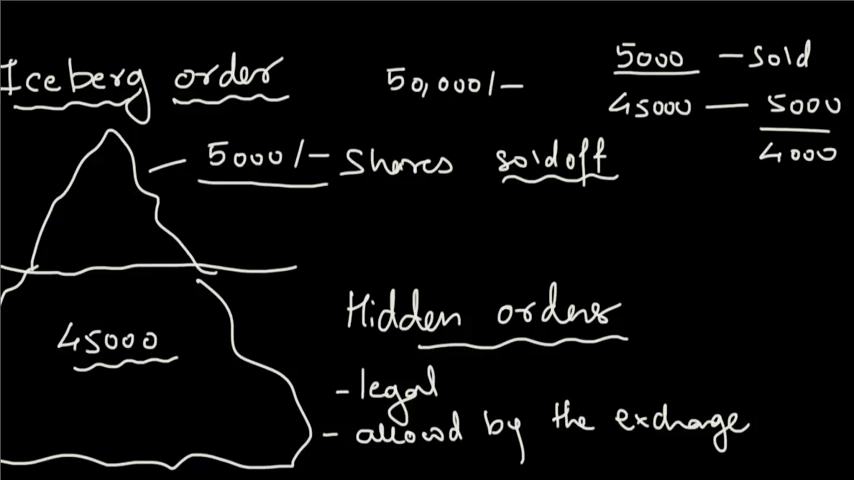 Iceberg order
50,000/-
5000 - sold
45000 - 5000
4000
5000/- Shares soldoff
45000
Hidden orders
- legal
- allowd by the exchange